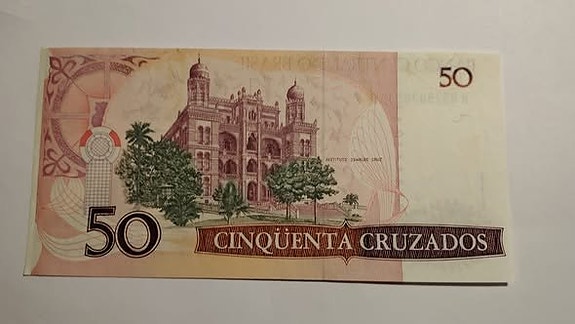 50
INSTITUTO OSWALDO CRUZ
50
CINQÜENTA CRUZADOS